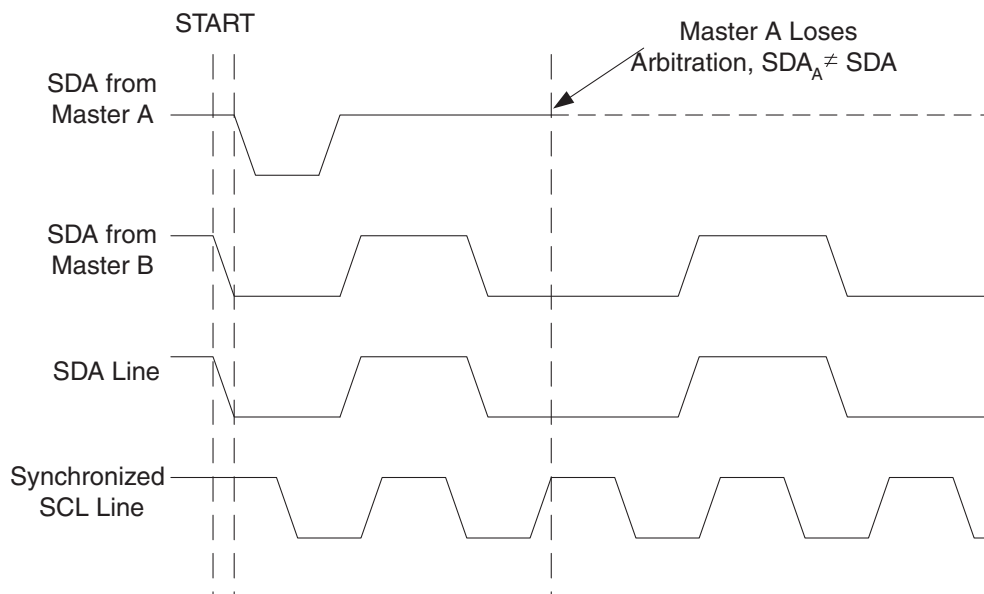 START
Master A Loses
Arbitration, SDA_A ≠ SDA
SDA from
Master A
SDA from
Master B
SDA Line
Synchronized
SCL Line